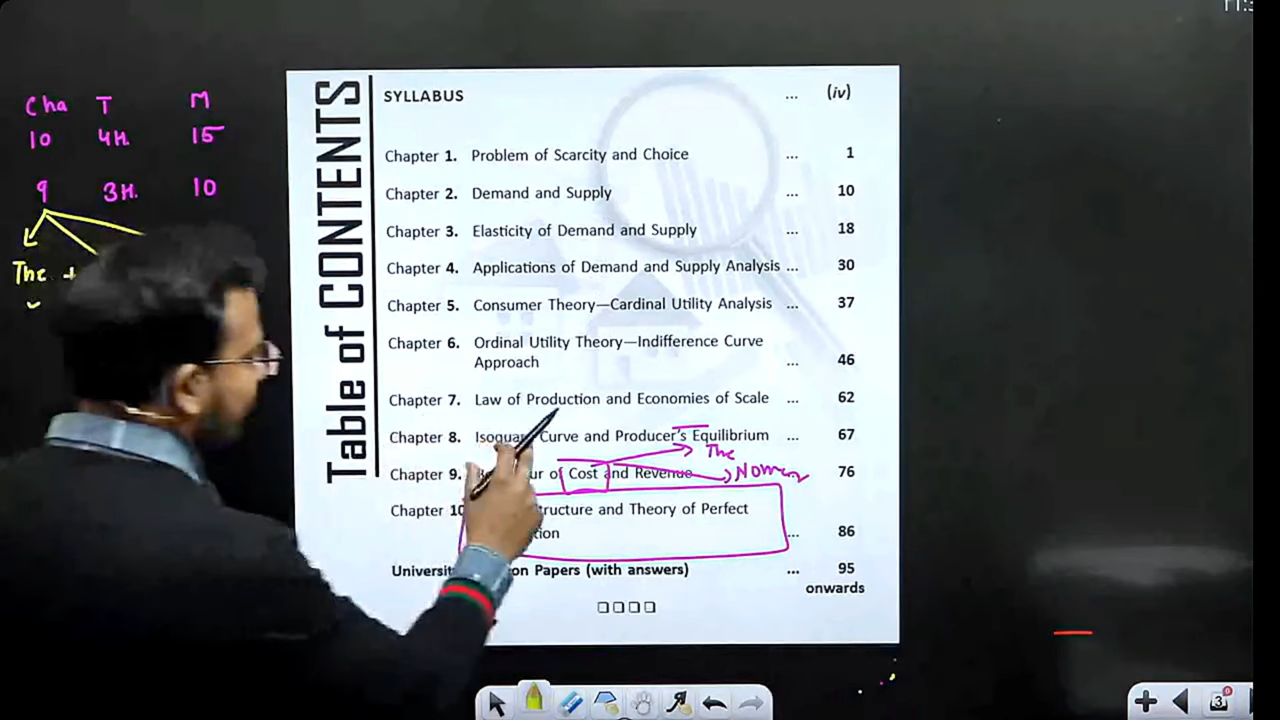 11:
Cha T M
10 4H. 15
9 3H. 10
The
Table of CONTENTS
SYLLABUS ... (iv)
Chapter 1. Problem of Scarcity and Choice ... 1
Chapter 2. Demand and Supply ... 10
Chapter 3. Elasticity of Demand and Supply ... 18
Chapter 4. Applications of Demand and Supply Analysis ... 30
Chapter 5. Consumer Theory—Cardinal Utility Analysis ... 37
Chapter 6. Ordinal Utility Theory—Indifference Curve
Approach ... 46
Chapter 7. Law of Production and Economies of Scale ... 62
Chapter 8. Curve and Producer's Equilibrium ... 67
The
Chapter 9. of Cost and Revenue 76
Chapter 10 and Theory of Perfect
... 86
Papers (with answers) ... 95
onwards
3